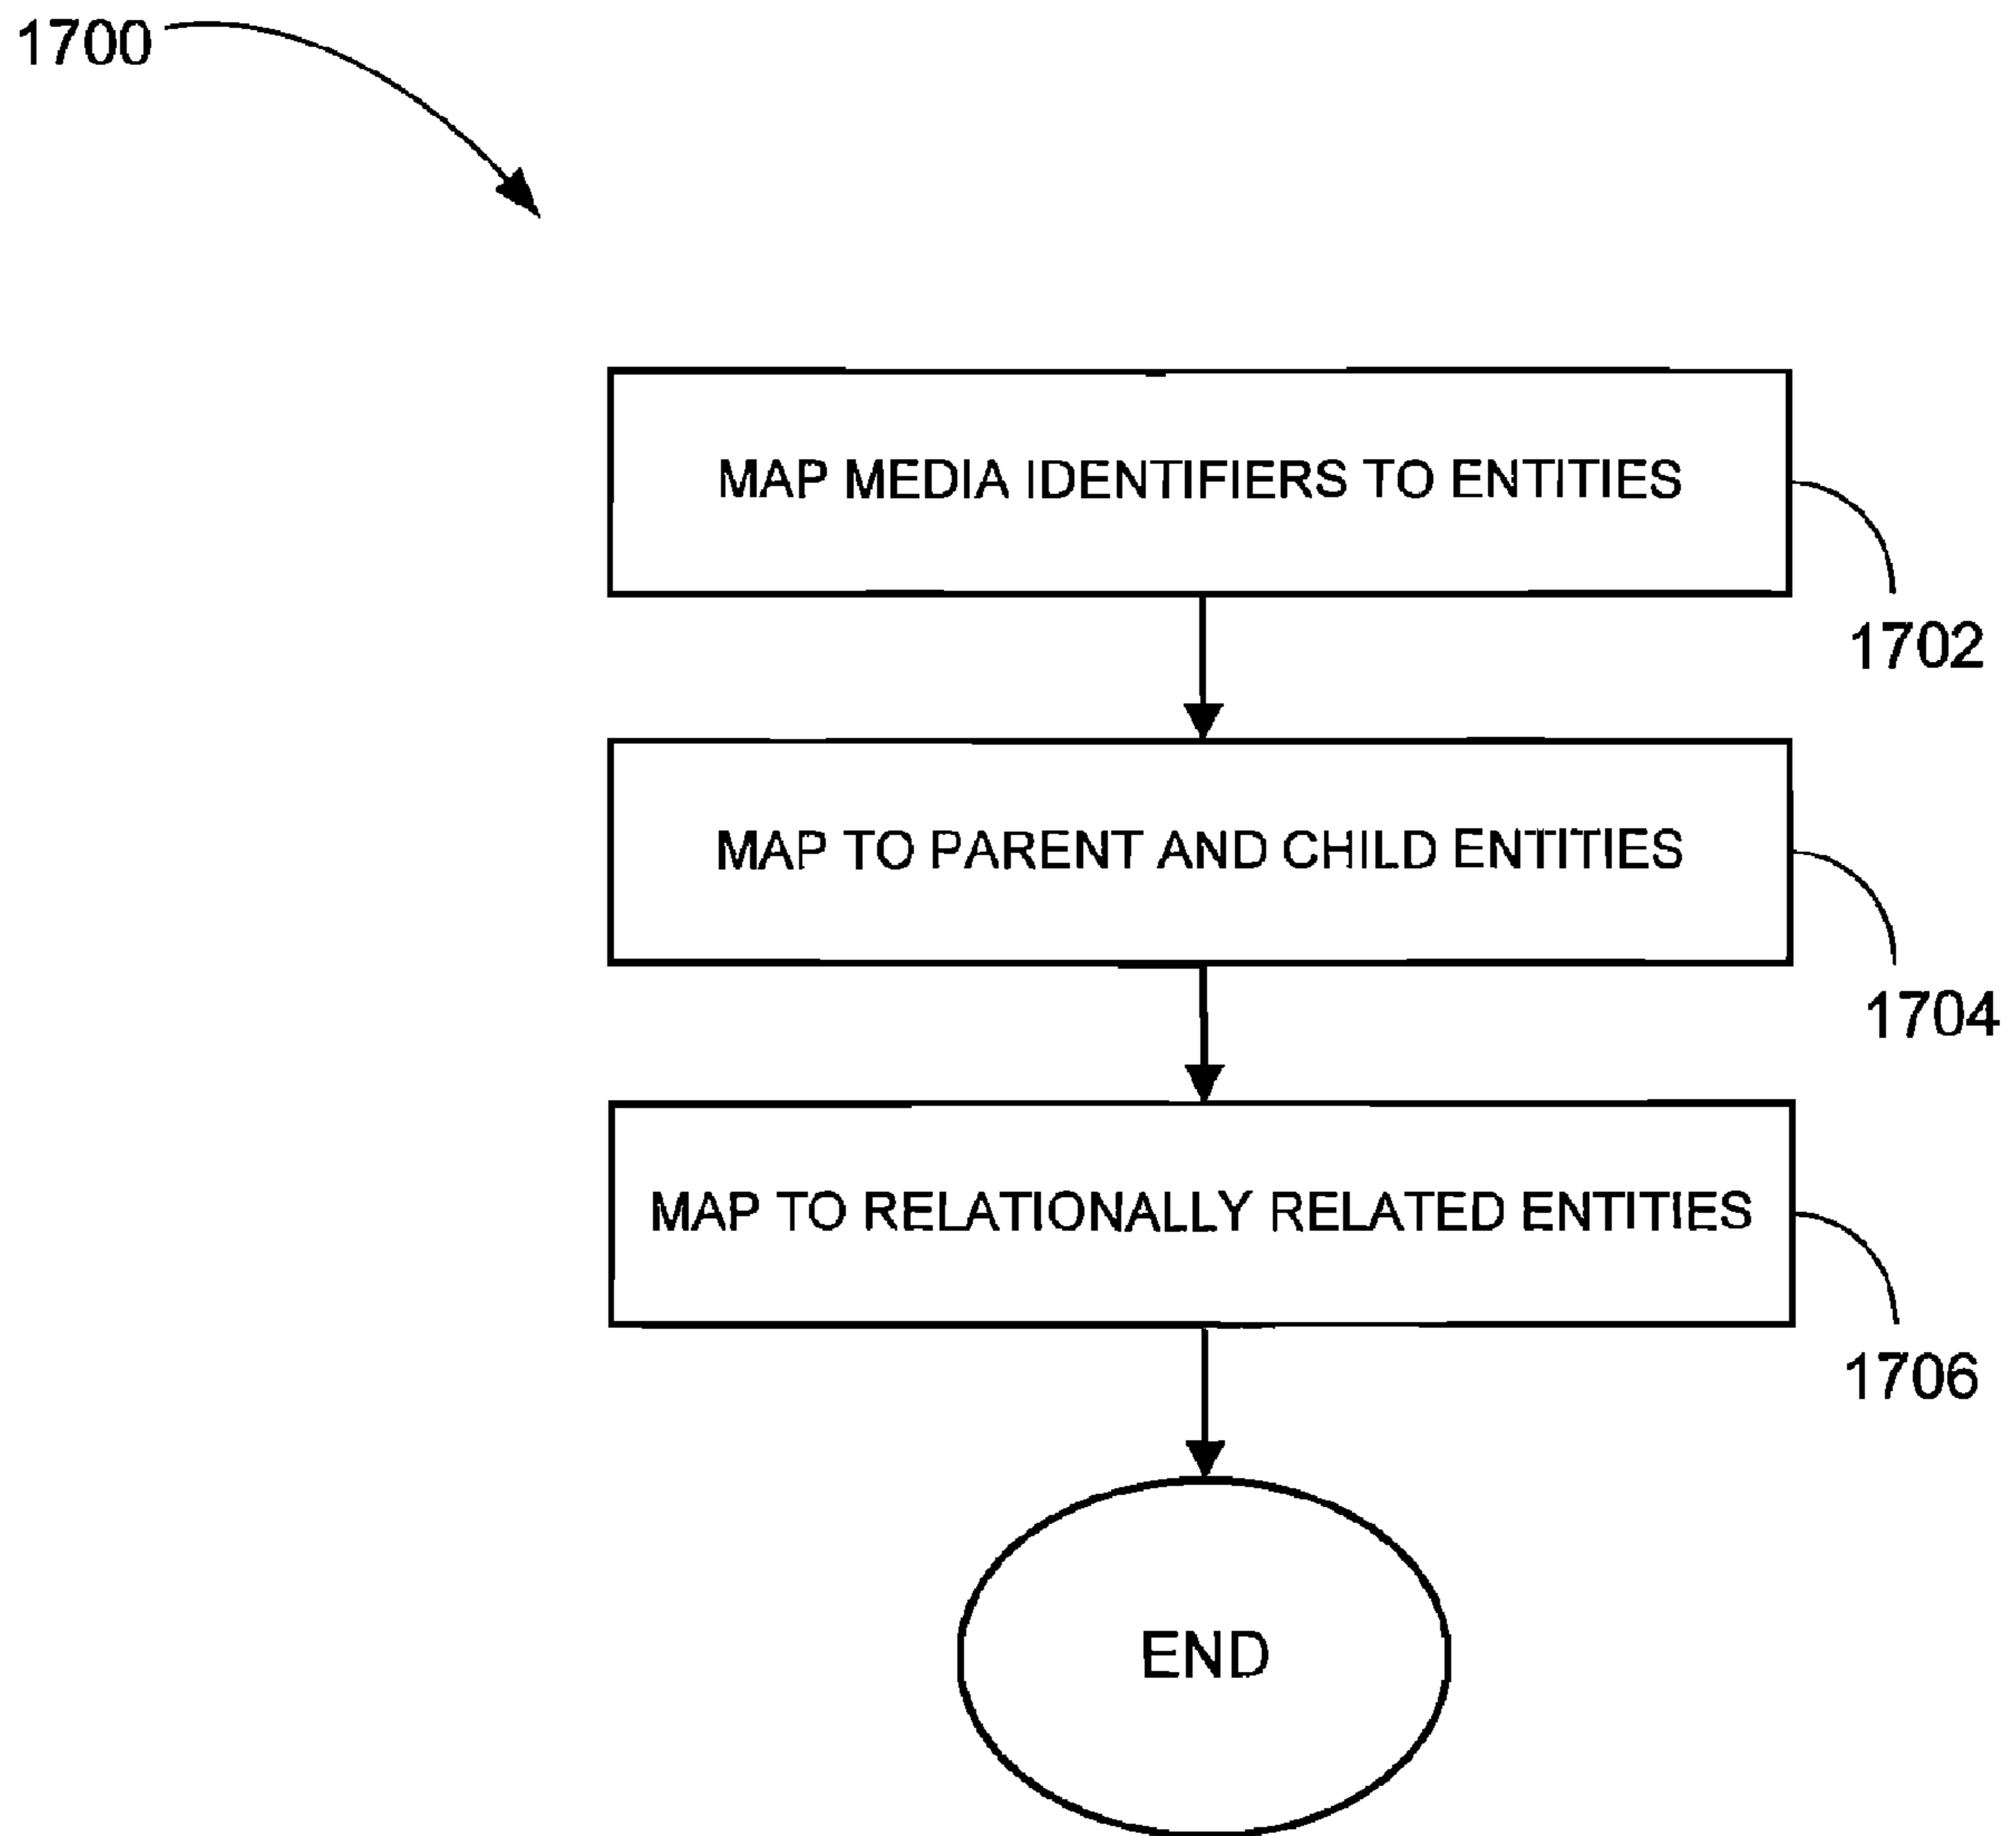 1700
MAP MEDIA IDENTIFIERS TO ENTITIES
1702
MAP TO PARENT AND CHILD ENTITIES
1704
MAP TO RELATIONALLY RELATED ENTITIES
1706
END